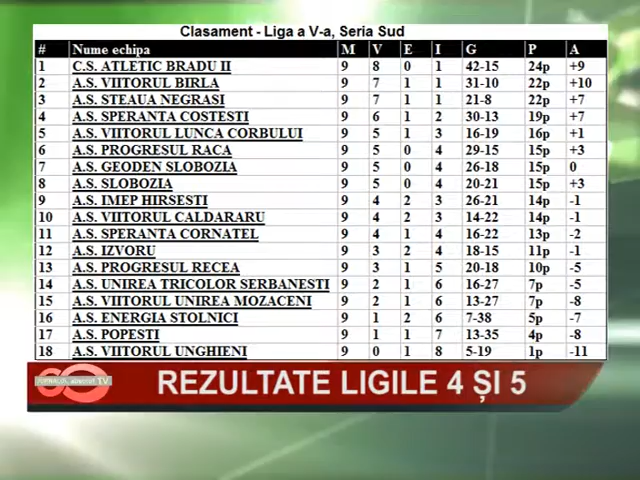 Clasament - Liga a V-a, Seria Sud
# Nume echipa M V E I G P A
1 C.S. ATLETIC BRADU II 9 8 0 1 42-15 24p +9
2 A.S. VIITORUL BIRLA 9 7 1 1 31-10 22p +10
3 A.S. STEAUA NEGRASI 9 7 1 1 21-8 22p +7
4 A.S. SPERANTA COSTESTI 9 6 1 2 30-13 19p +7
5 A.S. VIITORUL LUNCA CORBULUI 9 5 1 3 16-19 16p +1
6 A.S. PROGRESUL RACA 9 5 0 4 29-15 15p +3
7 A.S. GEODEN SLOBOZIA 9 5 0 4 26-18 15p 0
8 A.S. SLOBOZIA 9 5 0 4 20-21 15p +3
9 A.S. IMEP HIRSESTI 9 4 2 3 26-21 14p -1
10 A.S. VIITORUL CALDARARU 9 4 2 3 14-22 14p -1
11 A.S. SPERANTA CORNATEL 9 4 1 4 16-22 13p -2
12 A.S. IZVORU 9 3 2 4 18-15 11p -1
13 A.S. PROGRESUL RECEA 9 3 1 5 20-18 10p -5
14 A.S. UNIREA TRICOLOR SERBANESTI 9 2 1 6 16-27 7p -5
15 A.S. VIITORUL UNIREA MOZACENI 9 2 1 6 13-27 7p -8
16 A.S. ENERGIA STOLNICI 9 1 2 6 7-38 5p -7
17 A.S. POPESTI 9 1 1 7 13-35 4p -8
18 A.S. VIITORUL UNGHIENI 9 0 1 8 5-19 1p -11
REZULTATE LIGILE 4 ȘI 5
TV